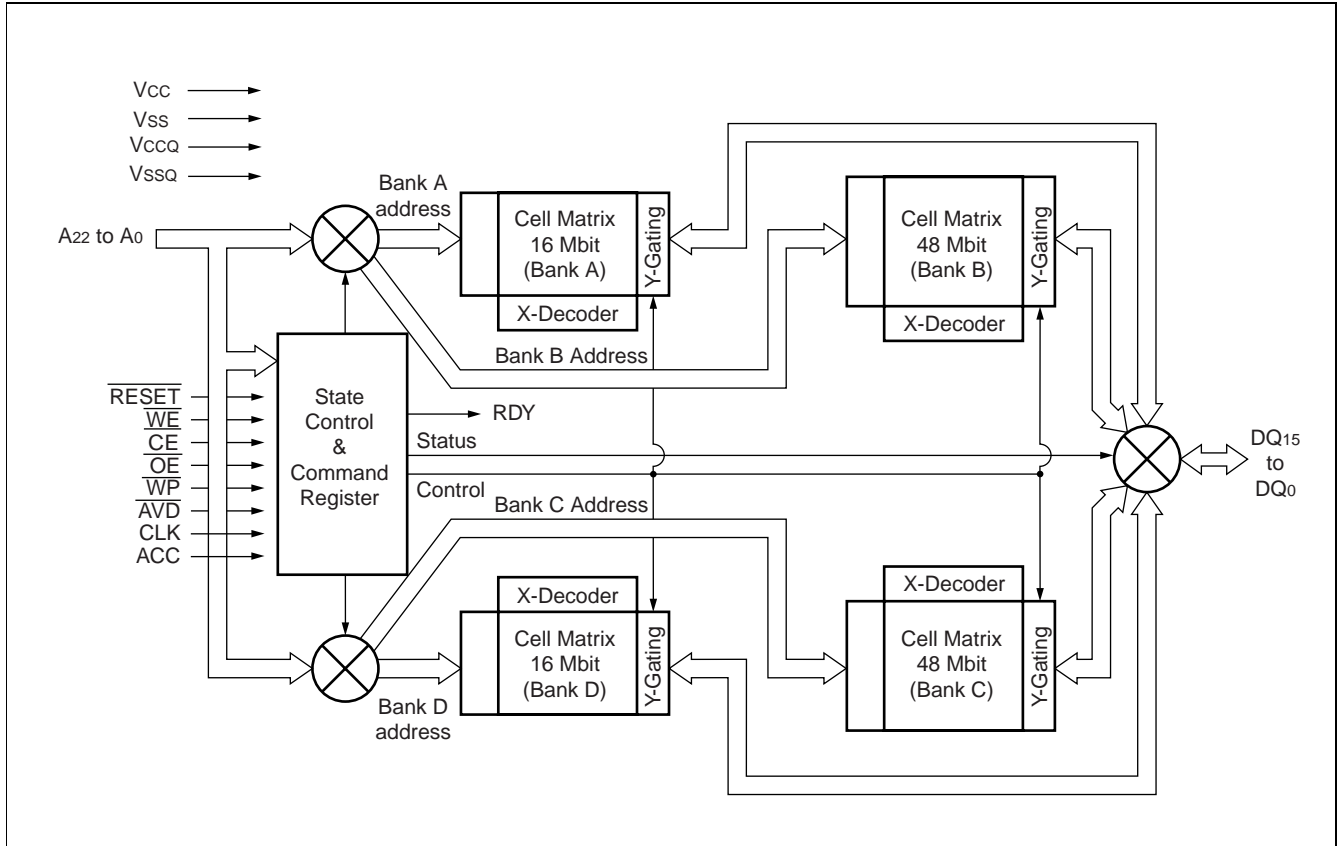 VCC
VSS
VCCQ
VSSQ
A22 to A0
Bank A
address
Cell Matrix
16 Mbit
(Bank A)
Y-Gating
X-Decoder
Cell Matrix
48 Mbit
(Bank B)
Y-Gating
X-Decoder
Bank B Address
RESET
WE
CE
OE
WP
AVD
CLK
ACC
State
Control
&
Command
Register
RDY
Status
Control
DQ15
to
DQ0
Bank C Address
X-Decoder
Cell Matrix
16 Mbit
(Bank D)
Y-Gating
Bank D
address
X-Decoder
Cell Matrix
48 Mbit
(Bank C)
Y-Gating